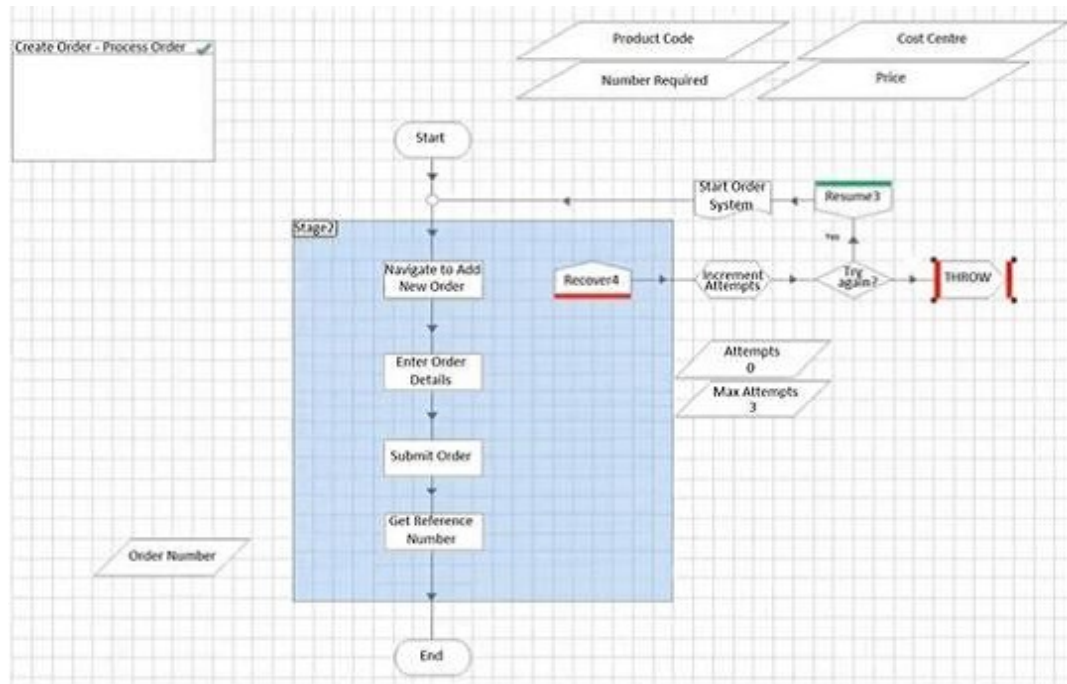 Create Order - Process Order
Product Code
Cost Centre
Number Required
Price
Start
Start Order
System
Resume3
Stage2
Yes
Navigate to Add
New Order
Recover4
Increment
Attempts
Try
again?
THROW
Attempts
0
Enter Order
Details
Max Attempts
3
Submit Order
Get Reference
Number
Order Number
End